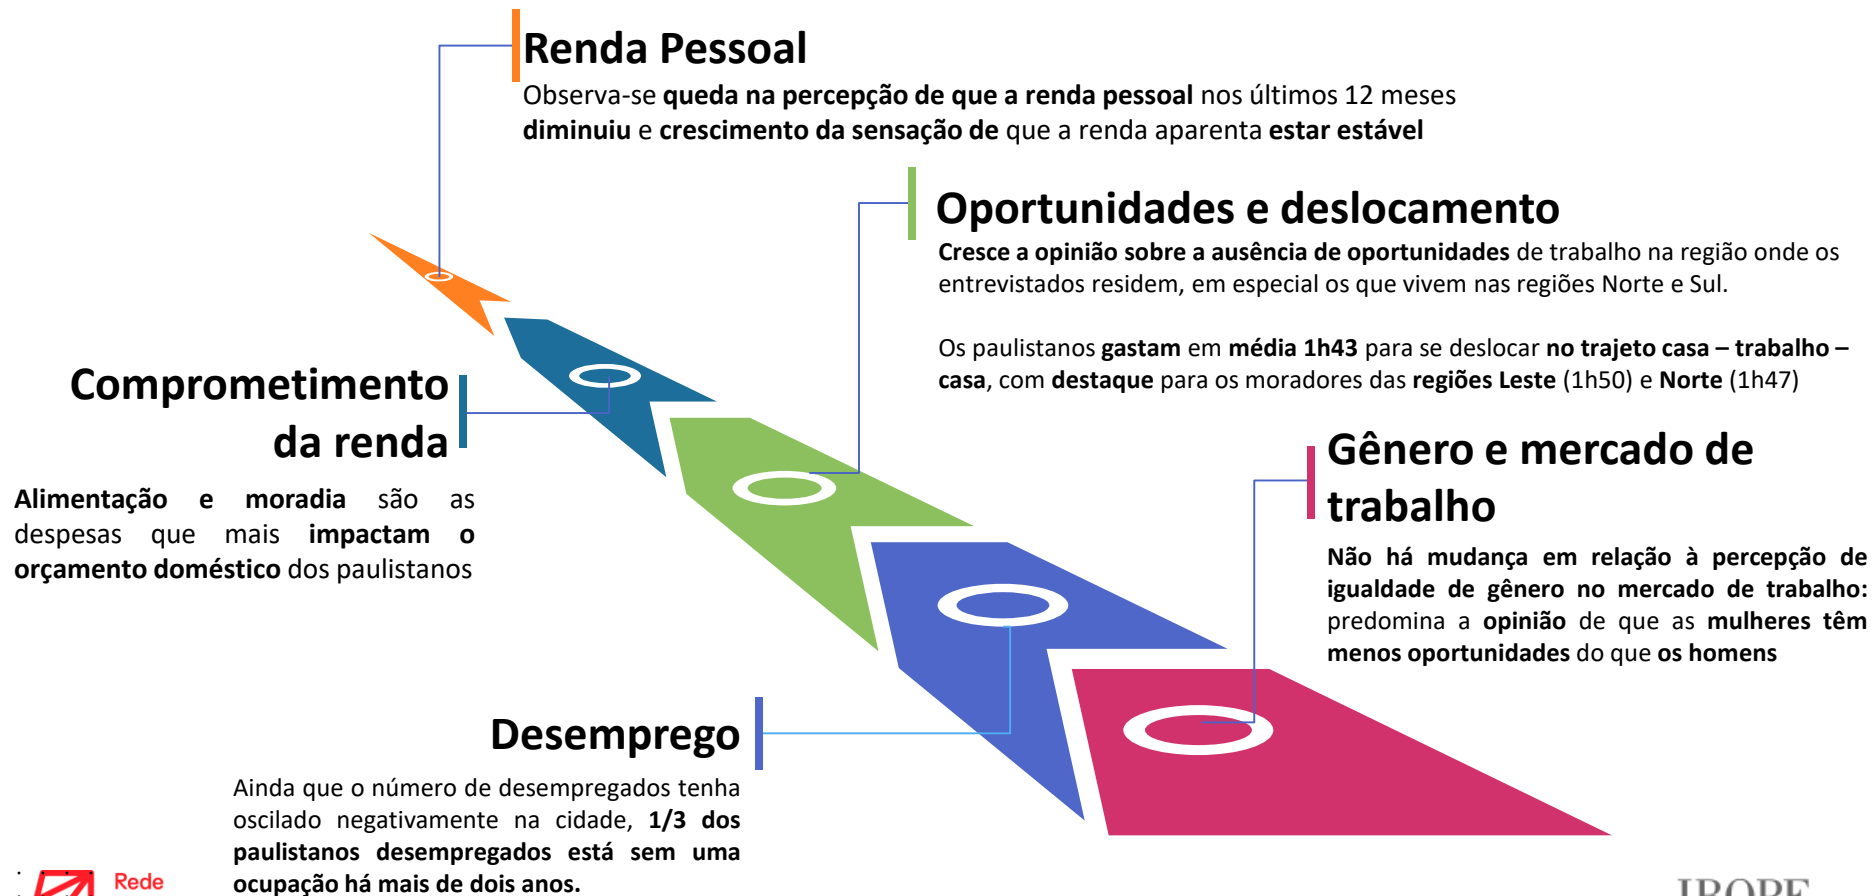 Renda Pessoal
Observa-se queda na percepção de que a renda pessoal nos últimos 12 meses
diminuiu e crescimento da sensação de que a renda aparenta estar estável
Oportunidades e deslocamento
Cresce a opinião sobre a ausência de oportunidades de trabalho na região onde os
entrevistados residem, em especial os que vivem nas regiões Norte e Sul.
Os paulistanos gastam em média 1h43 para se deslocar no trajeto casa – trabalho –
casa, com destaque para os moradores das regiões Leste (1h50) e Norte (1h47)
Comprometimento
da renda
Alimentação e moradia são as
despesas que mais impactam o
orçamento doméstico dos paulistanos
Gênero e mercado de
trabalho
Não há mudança em relação à percepção de
igualdade de gênero no mercado de trabalho:
predomina a opinião de que as mulheres têm
menos oportunidades do que os homens
Desemprego
Ainda que o número de desempregados tenha
oscilado negativamente na cidade, 1/3 dos
paulistanos desempregados está sem uma
ocupação há mais de dois anos.
Rede
IBOPE